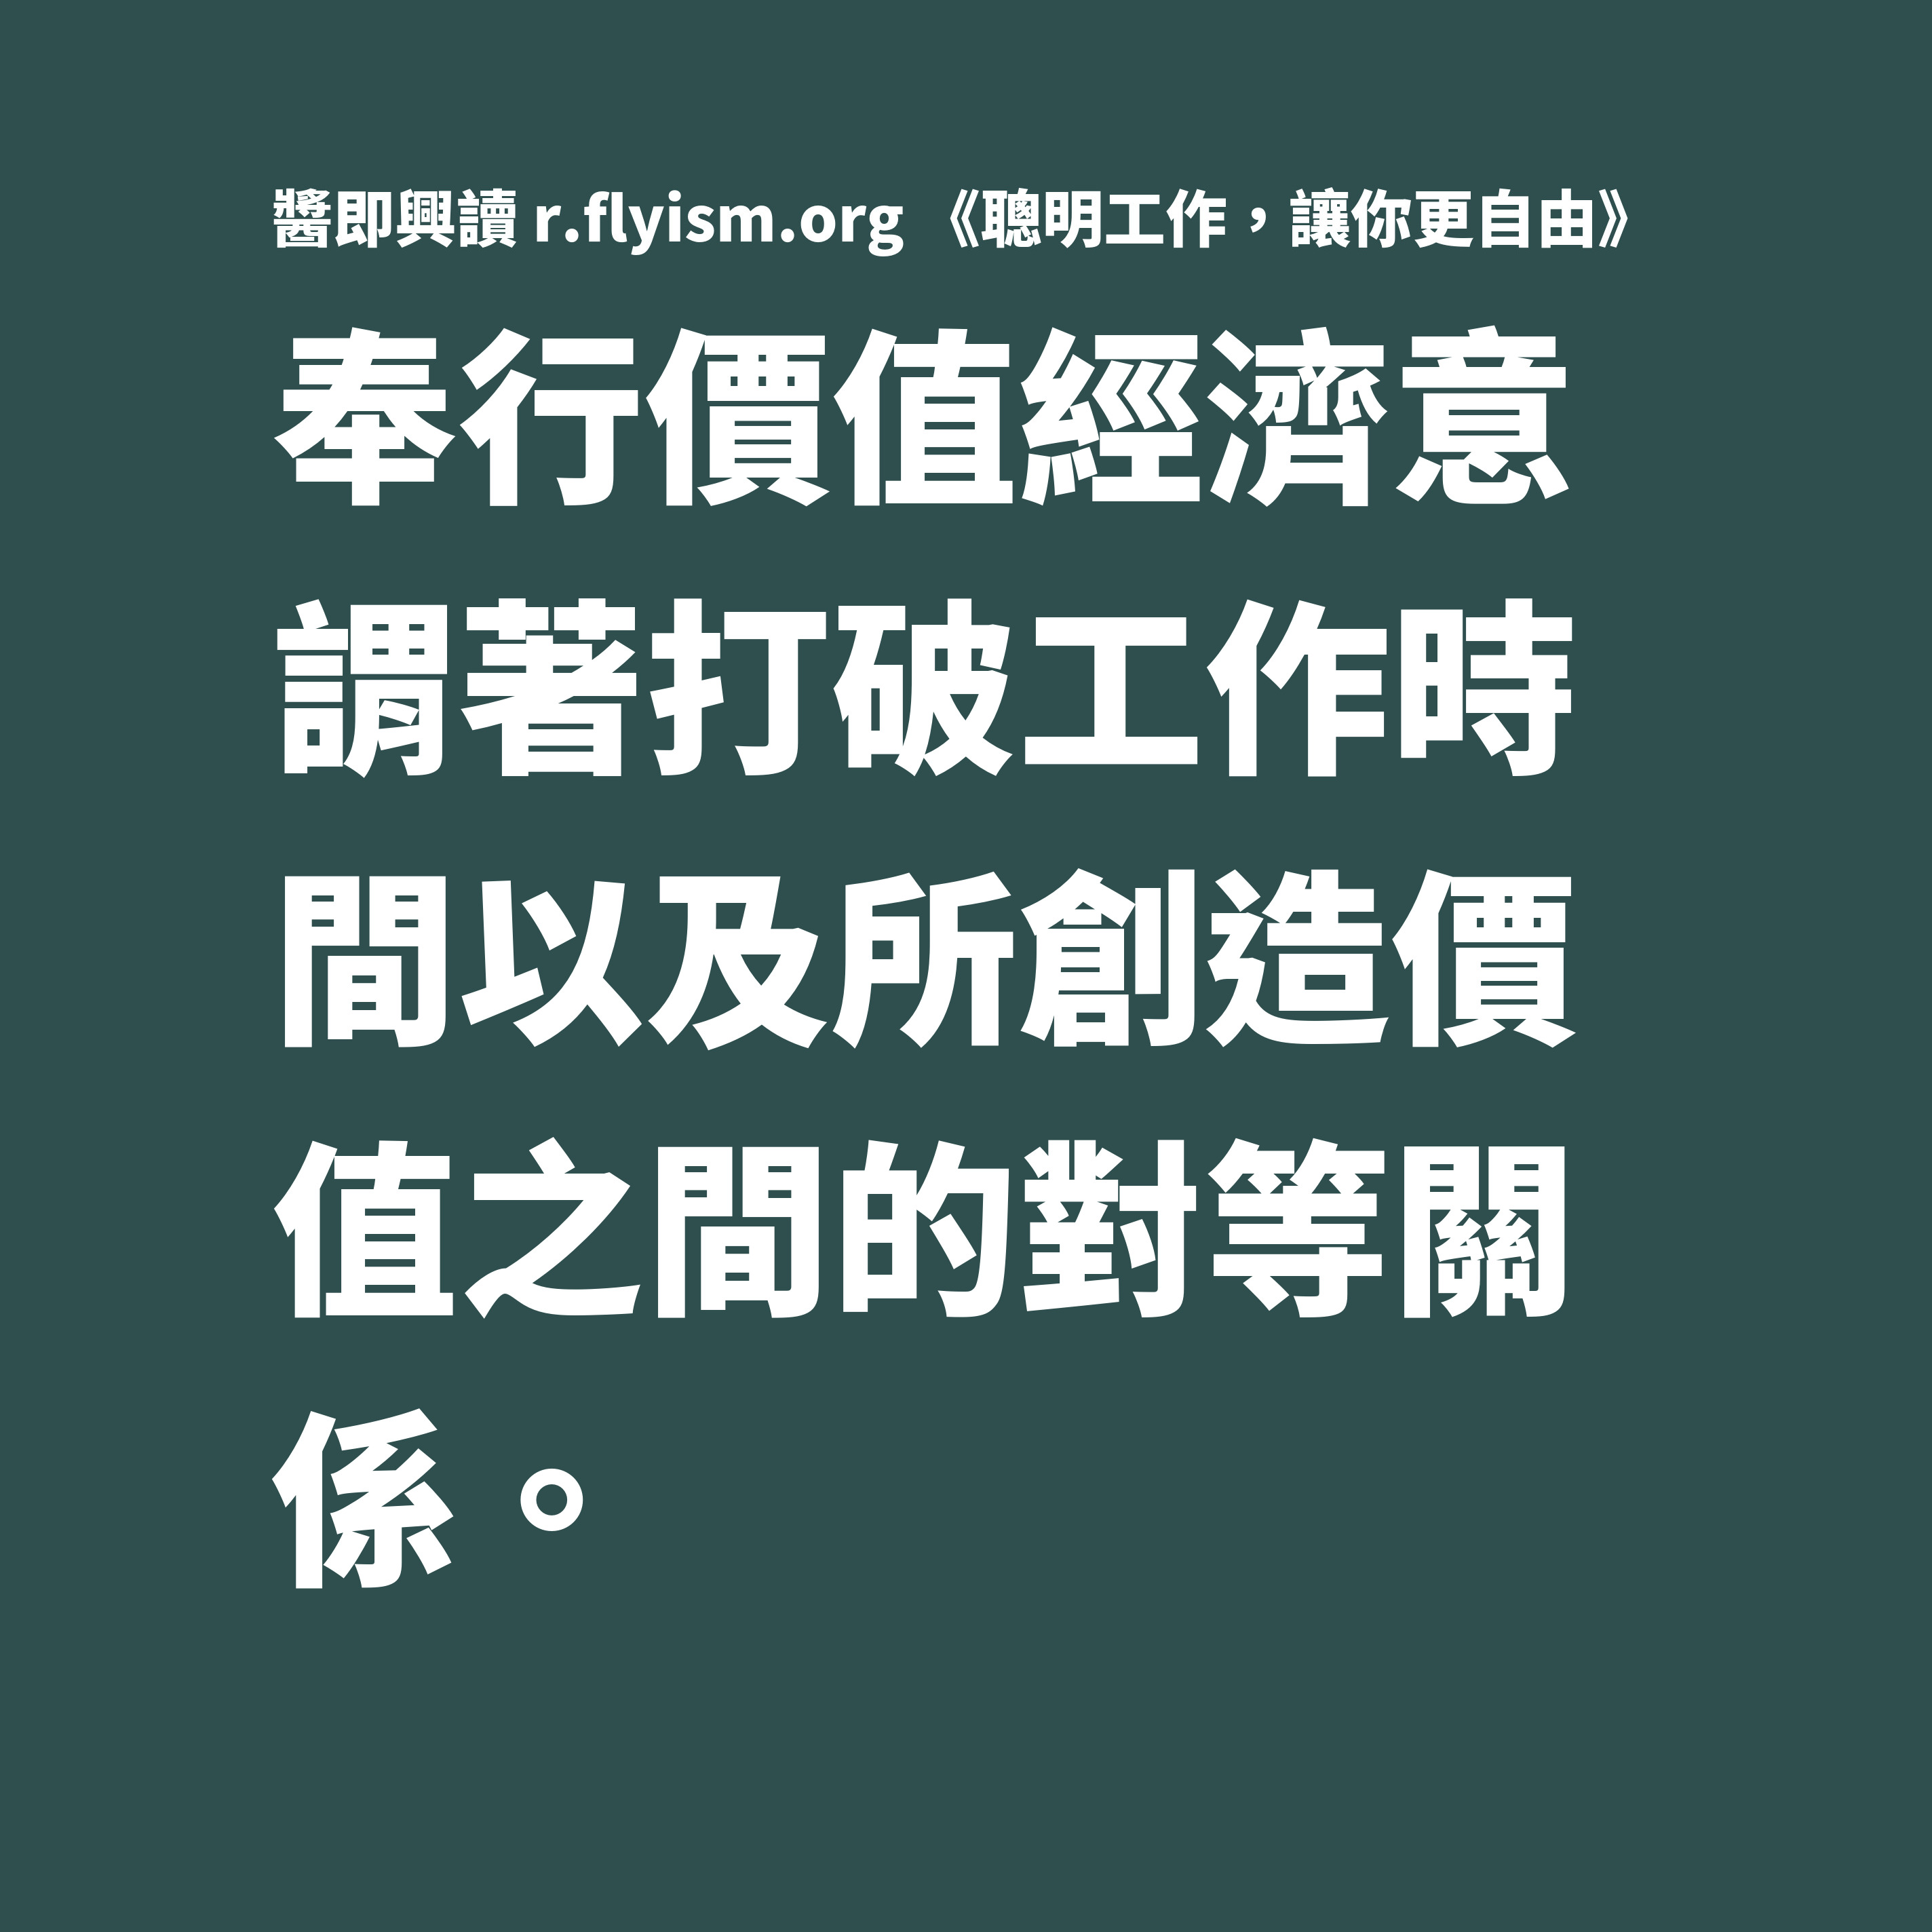 饗即興讀 r.flyism.org 《聰明工作，讓你更自由》
奉行價值經濟意
謂著打破工作時
間以及所創造價
值之間的對等關
係。